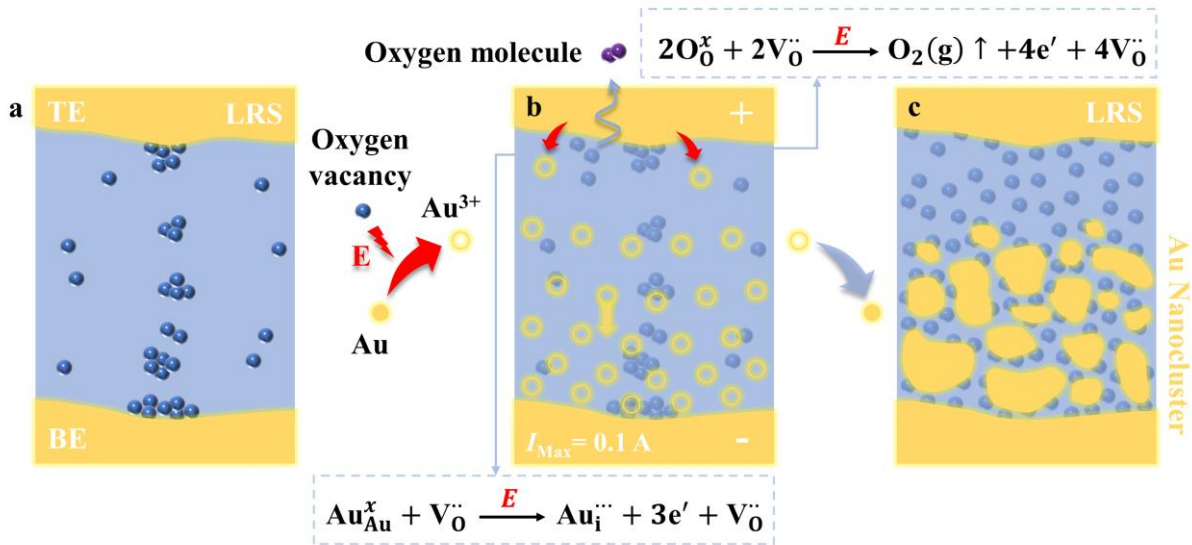 Oxygen molecule
2O_O^x + 2V_O^{··} —E→ O₂(g) ↑ +4e′ + 4V_O^{··}
a
TE
LRS
Oxygen
vacancy
Au³⁺
E
Au
BE
b
+
I_Max = 0.1 A
-
c
LRS
Au Nanocluster
Au_Au^x + V_O^{··} —E→ Au_i^{···} + 3e′ + V_O^{··}